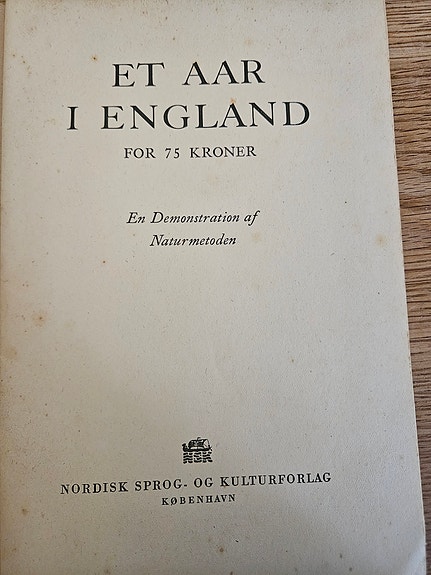 ET AAR
I ENGLAND
FOR 75 KRONER
En Demonstration af
Naturmetoden
NSK
NORDISK SPROG- OG KULTURFORLAG
KØBENHAVN